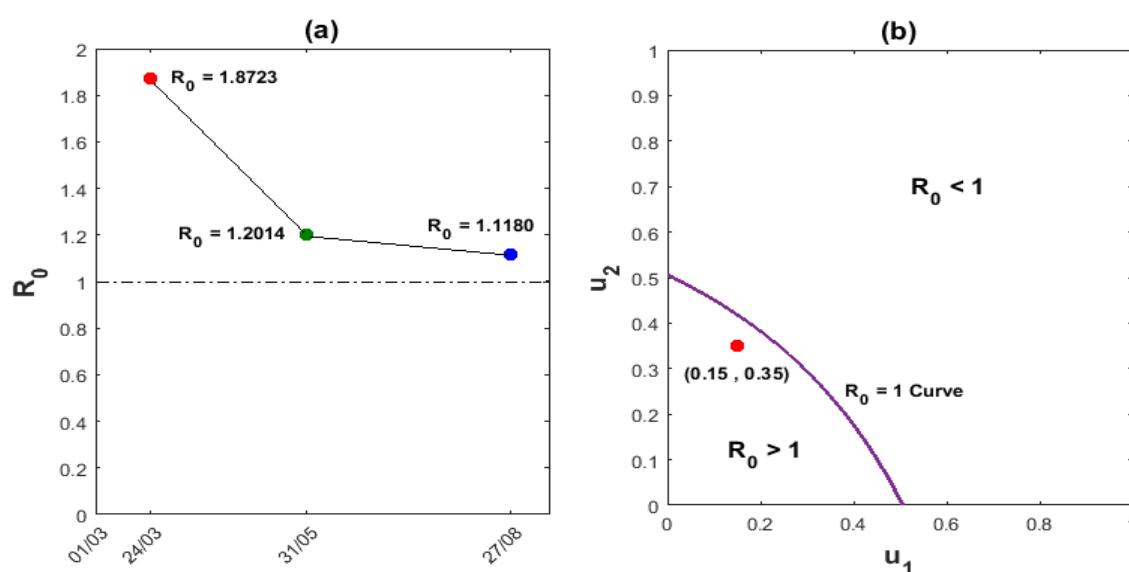 (a)
2
1.8
1.6
1.4
1.2
1
0.8
0.6
0.4
0.2
0
R0
R0 = 1.8723
R0 = 1.2014
R0 = 1.1180
01/03
24/03
31/05
27/08
(b)
1
0.9
0.8
0.7
0.6
0.5
0.4
0.3
0.2
0.1
0
u2
R0 < 1
(0.15 , 0.35)
R0 = 1 Curve
R0 > 1
0 0.2 0.4 0.6 0.8
u1